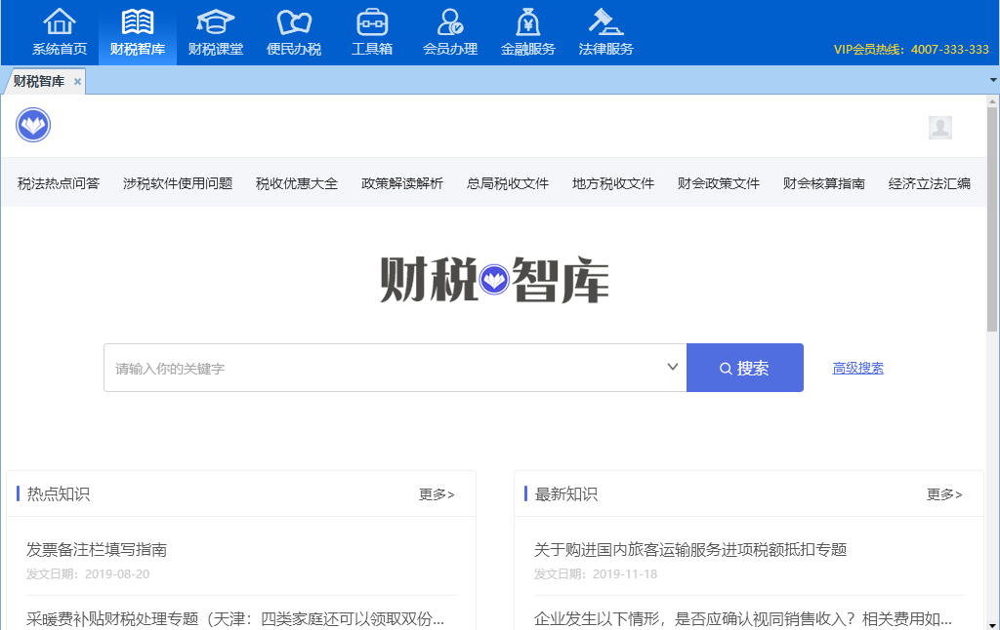 系统首页 财税智库 财税课堂 便民办税 工具箱 会员办理 金融服务 法律服务 VIP会员热线：4007-333-333
财税智库 ×
税法热点问答 涉税软件使用问题 税收优惠大全 政策解读解析 总局税收文件 地方税收文件 财会政策文件 财会核算指南 经济立法汇编
财税智库
请输入你的关键字 搜索 高级搜索
热点知识 更多> 最新知识 更多>
发票备注栏填写指南 关于购进国内旅客运输服务进项税额抵扣专题
发文日期：2019-08-20 发文日期：2019-11-18
采暖费补贴财税处理专题（天津：四类家庭还可以领取双份... 企业发生以下情形，是否应确认视同销售收入？相关费用如...